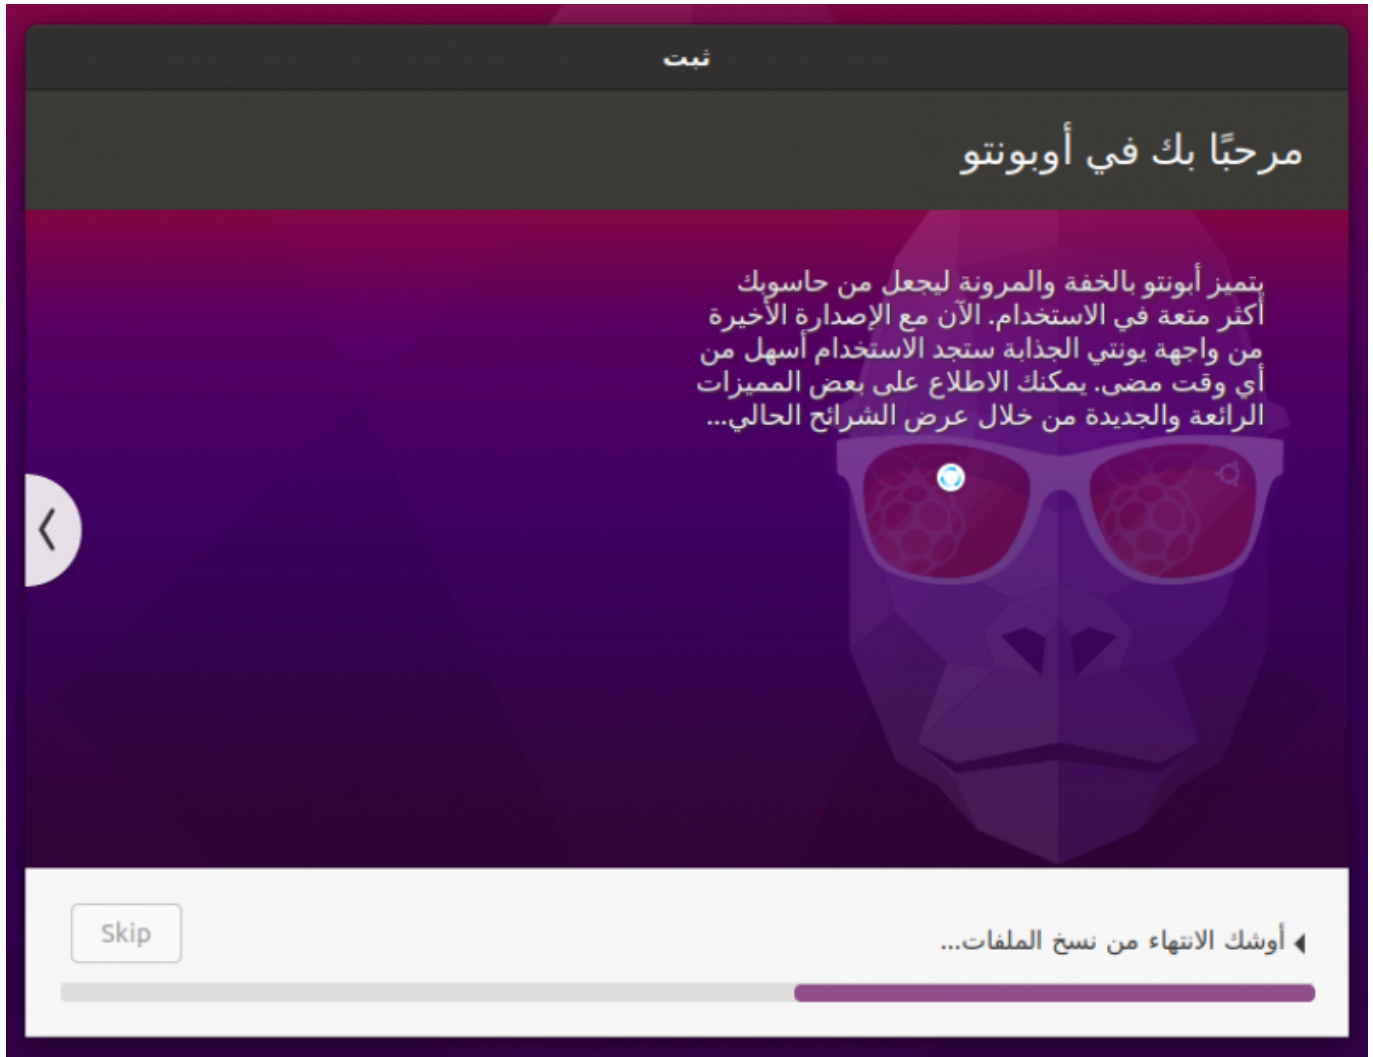 ثبت
مرحبًا بك في أوبونتو
يتميز أبونتو بالخفة والمرونة ليجعل من حاسوبك
أكثر متعة في الاستخدام. الآن مع الإصدارة الأخيرة
من واجهة يونتي الجذابة ستجد الاستخدام أسهل من
أي وقت مضى. يمكنك الاطلاع على بعض المميزات
الرائعة والجديدة من خلال عرض الشرائح الحالي...
أوشك الانتهاء من نسخ الملفات...
Skip